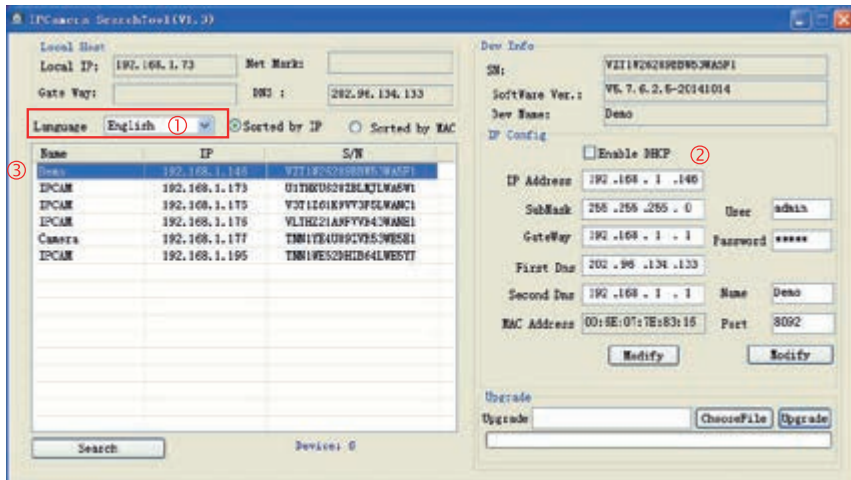 IPCamera SearchTool(V1.3)
Local Host
Local IP: 192.168.1.73 Net Mark:
Gate Way: DNS : 202.96.134.133
Language English ① Sorted by IP Sorted by MAC
③
Name IP S/N
Demo 192.168.1.146
IPCAM 192.168.1.173
IPCAM 192.168.1.175
IPCAM 192.168.1.176
Camera 192.168.1.177
IPCAM 192.168.1.195
Search Device: 6
Dev Info
SN:
SoftWare Ver.: V5.7.6.2.5-20141014
Dev Name: Demo
IP Config
Enable DHCP ②
IP Address 192 .168 . 1 .146
SubMask 255 .255 .255 . 0 User admin
GateWay 192 .168 . 1 . 1 Password *****
First Dns 202 .96 .134 .133
Second Dns 192 .168 . 1 . 1 Name Demo
MAC Address 00:6E:07:7E:83:16 Port 8092
Modify Modify
Upgrade
Upgrade ChooseFile Upgrade